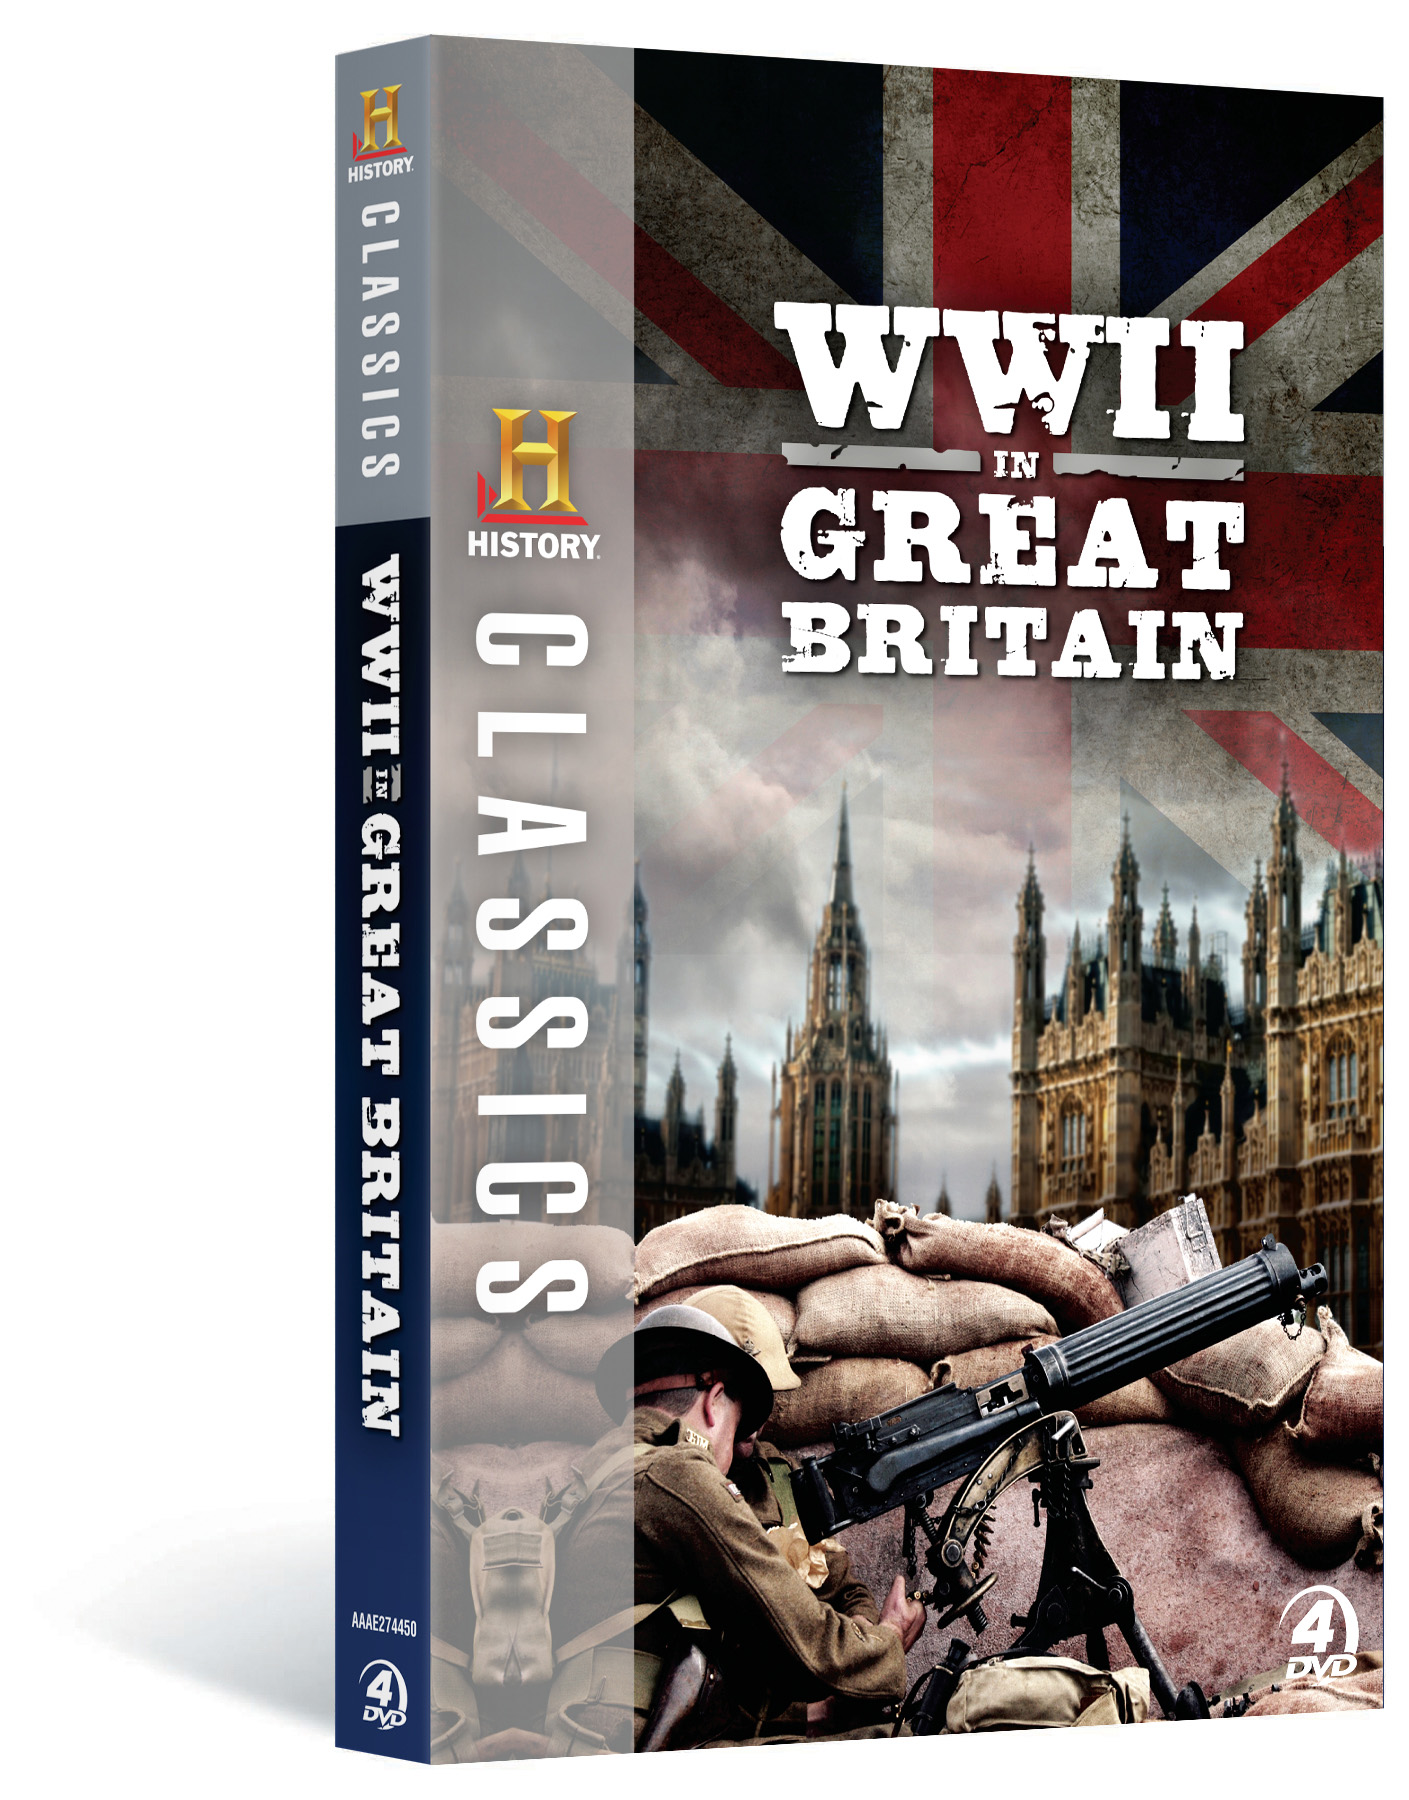 H
HISTORY
CLASSICS
WWII
IN
GREAT
BRITAIN
AAAE274450
4
DVD
H
HISTORY
CLASSICS
WWII
IN
GREAT
BRITAIN
4
DVD